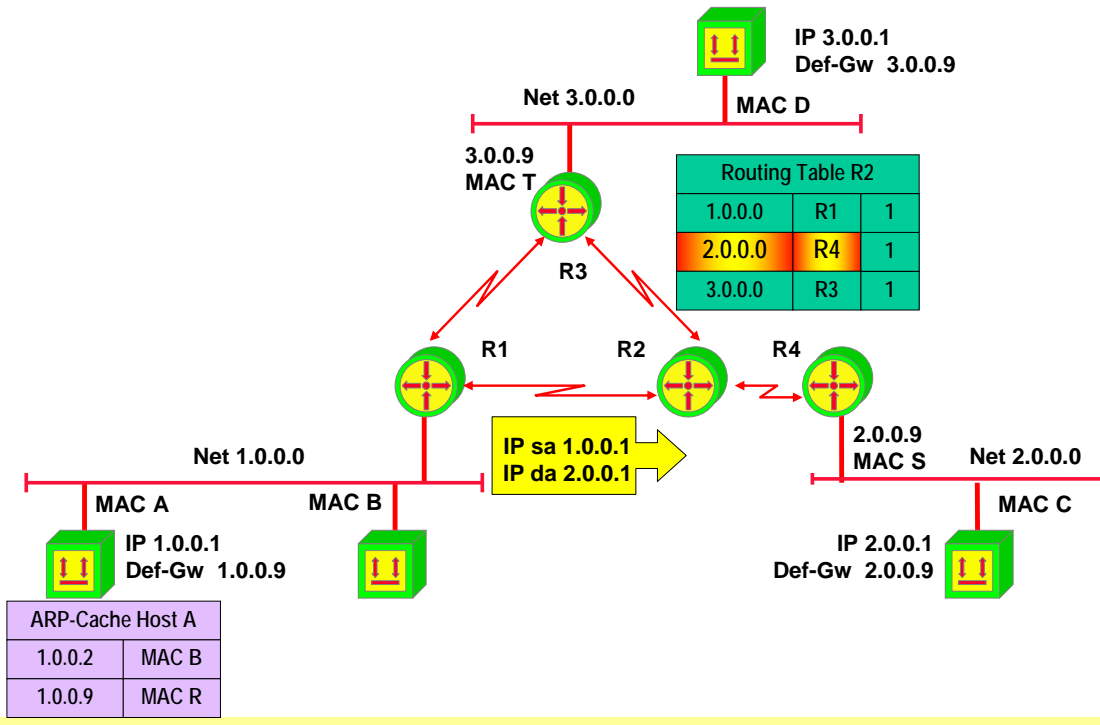 IP 3.0.0.1
Def-Gw 3.0.0.9
Net 3.0.0.0
MAC D
3.0.0.9
MAC T
Routing Table R2
1.0.0.0 R1 1
2.0.0.0 R4 1
3.0.0.0 R3 1
R3
R1
R2
R4
IP sa 1.0.0.1
IP da 2.0.0.1
2.0.0.9
MAC S
Net 1.0.0.0
Net 2.0.0.0
MAC A
MAC B
MAC C
IP 1.0.0.1
Def-Gw 1.0.0.9
IP 2.0.0.1
Def-Gw 2.0.0.9
ARP-Cache Host A
1.0.0.2 MAC B
1.0.0.9 MAC R